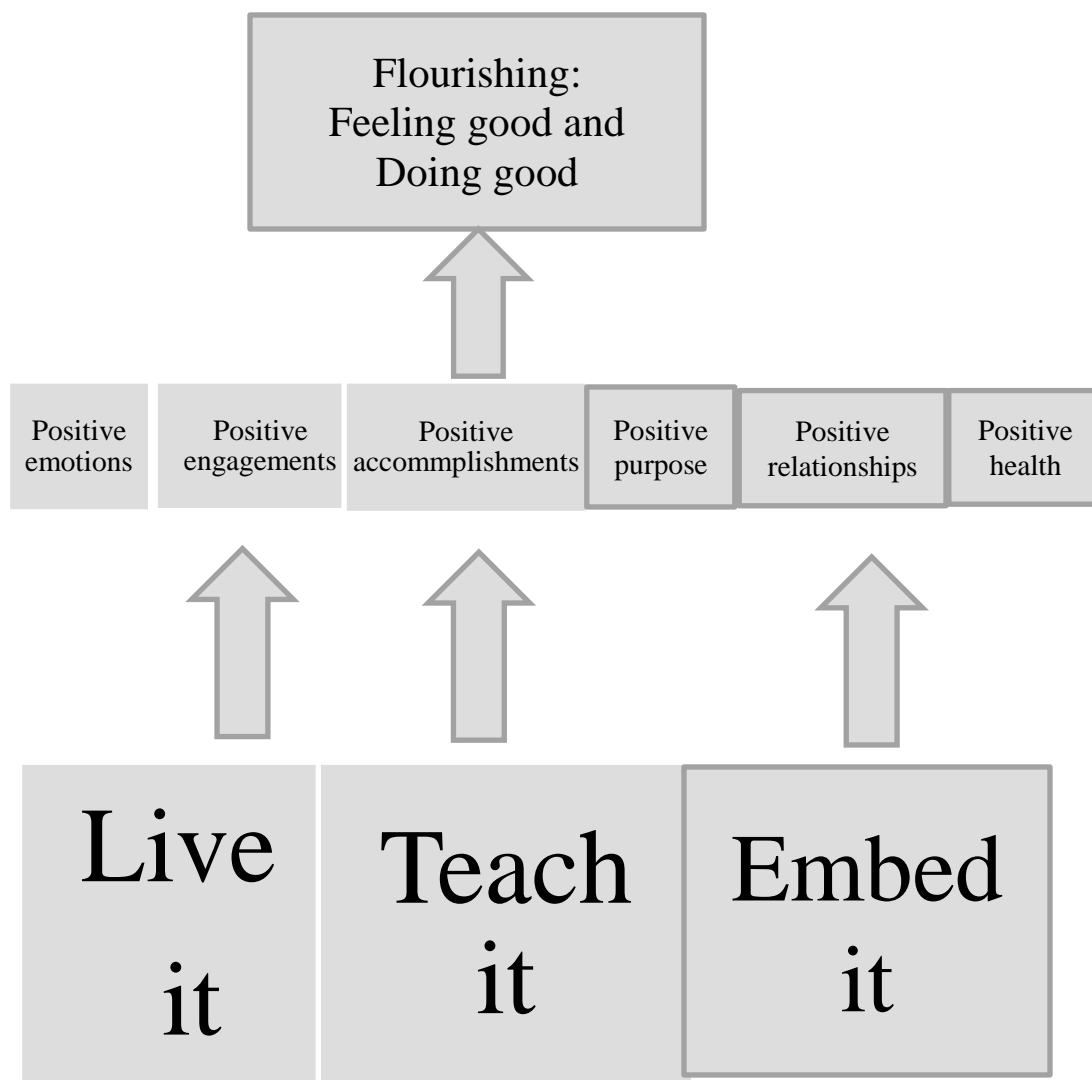 Flourishing:
Feeling good and
Doing good
Positive
emotions
Positive
engagements
Positive
accommplishments
Positive
purpose
Positive
relationships
Positive
health
Live
it
Teach
it
Embed
it